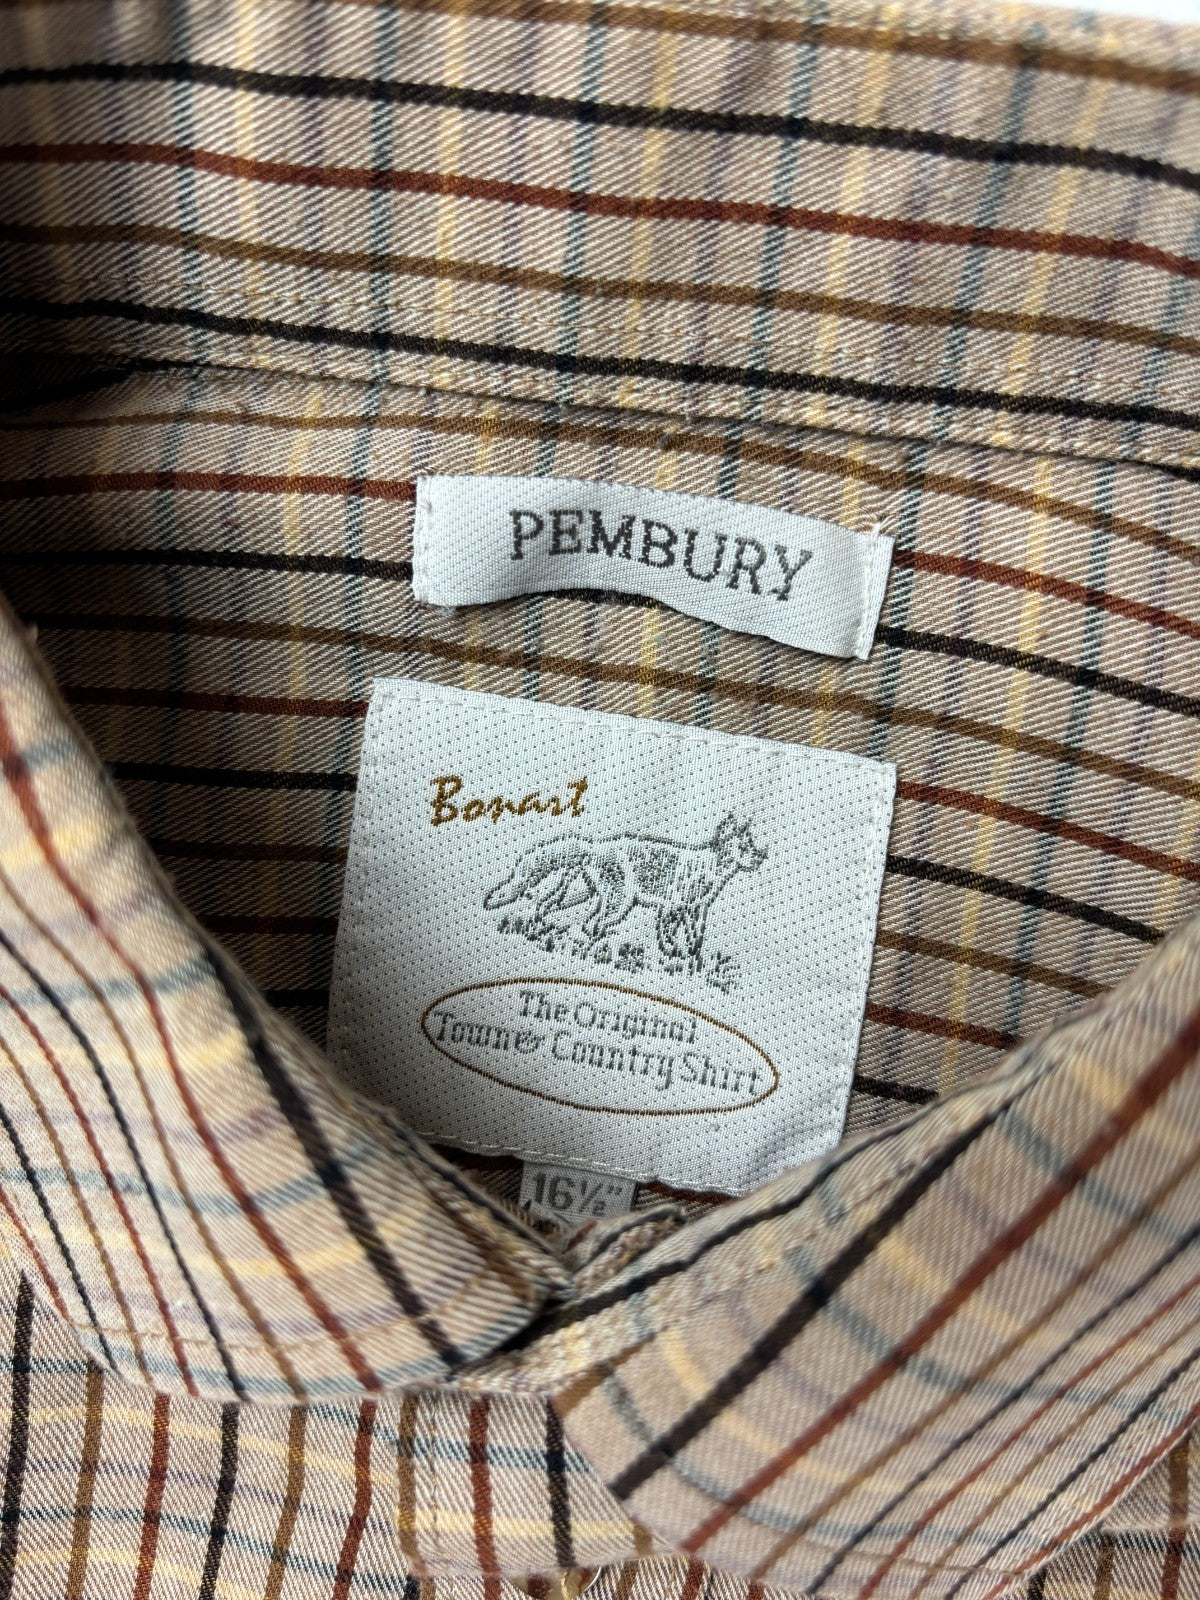 PEMBURY
Bonart
The Original
Town & Country Shirt
16½"